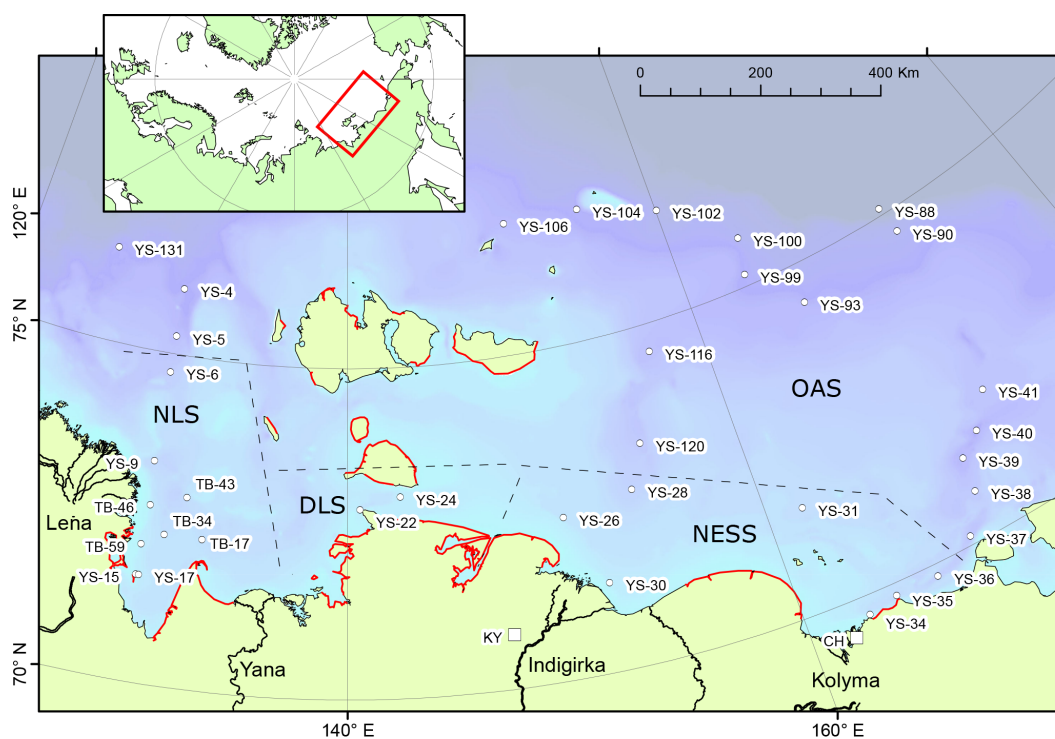 0 200 400 Km
120° E
75° N
70° N
140° E
160° E
YS-131
YS-4
YS-5
YS-6
NLS
YS-9
TB-43
TB-46
TB-34
TB-59
TB-17
YS-15
YS-17
Lena
Yana
DLS
YS-24
YS-22
YS-106
YS-104
YS-102
YS-88
YS-90
YS-100
YS-99
YS-93
YS-116
OAS
YS-41
YS-40
YS-39
YS-38
YS-37
YS-120
YS-28
YS-26
YS-31
NESS
YS-30
YS-36
YS-35
YS-34
KY
CH
Indigirka
Kolyma